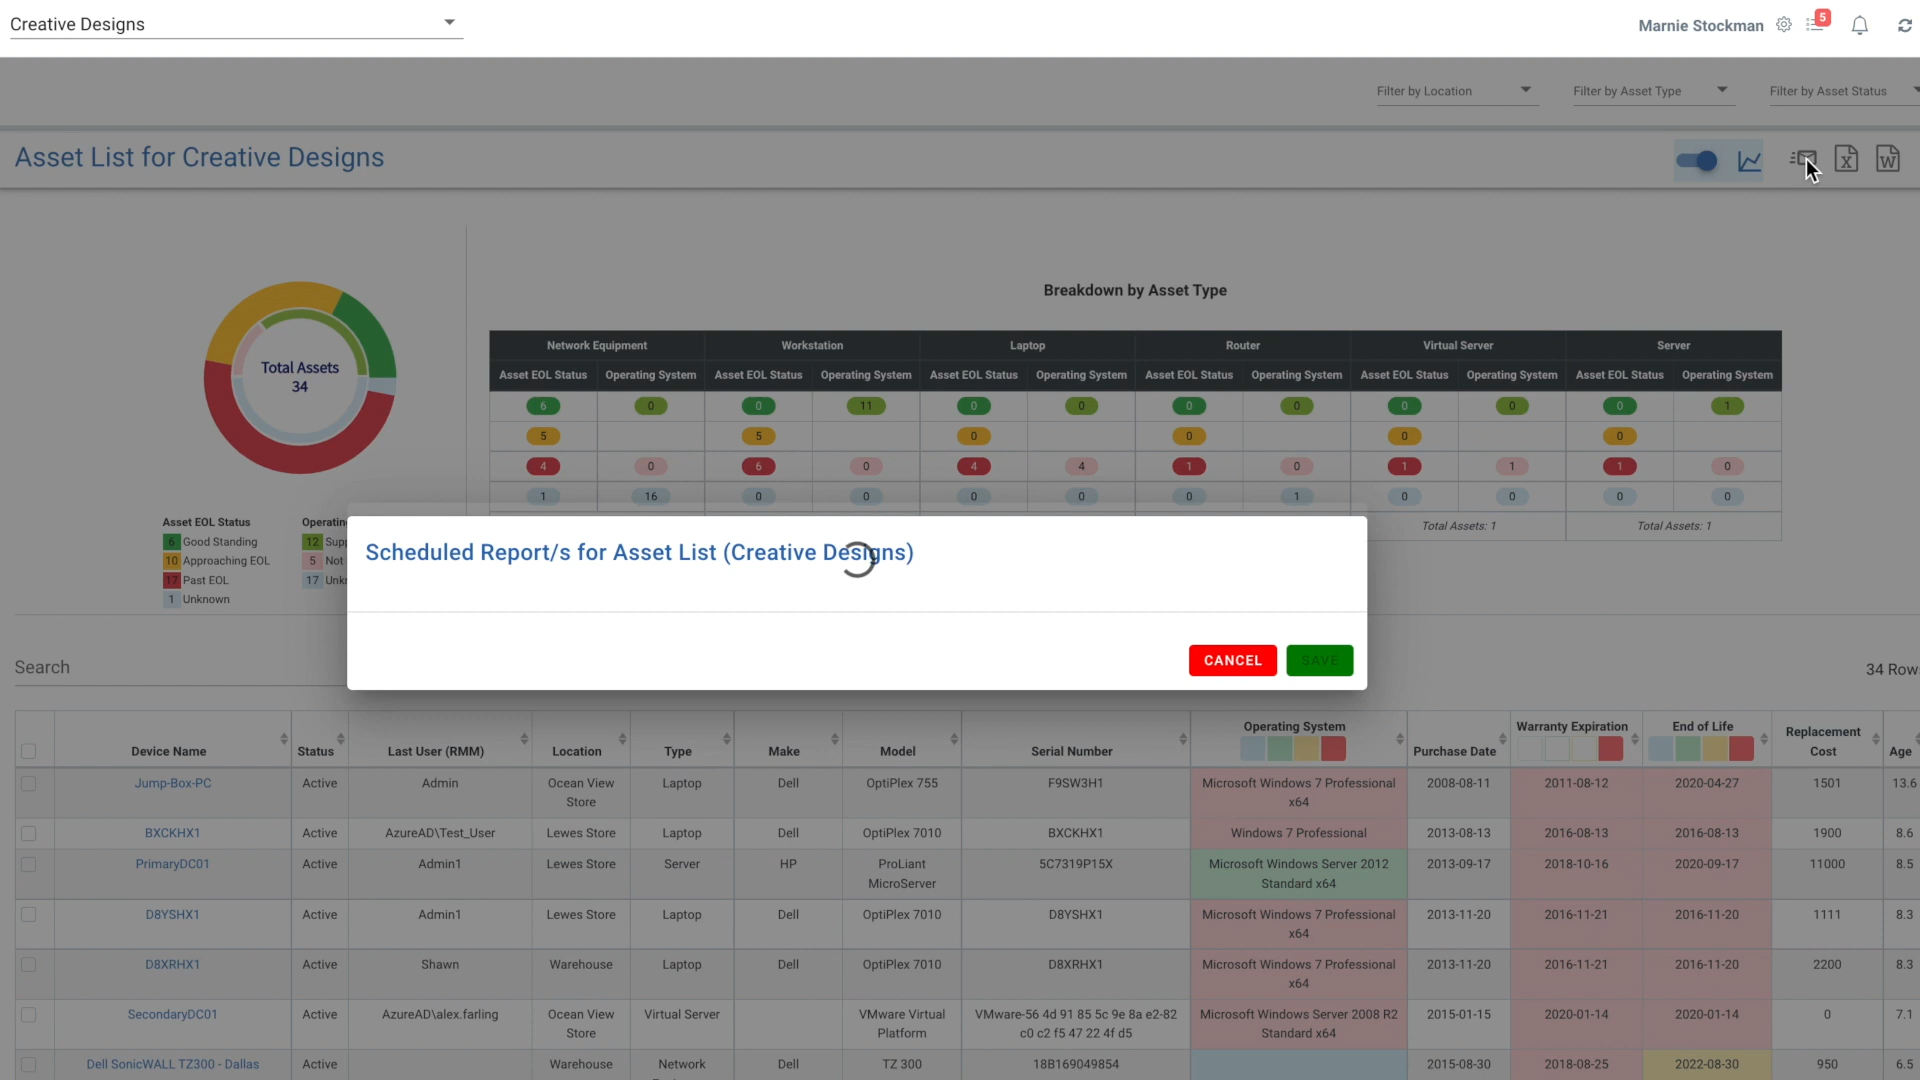 Creative Designs
Marnie Stockman
5
Filter by Location
Filter by Asset Type
Filter by Asset Status
Asset List for Creative Designs
X
W
Breakdown by Asset Type
Network Equipment Workstation Laptop Router Virtual Server Server
Asset EOL Status Operating System Asset EOL Status Operating System Asset EOL Status Operating System Asset EOL Status Operating System Asset EOL Status Operating System Asset EOL Status Operating System
6 0 0 11 0 0 0 0 0 0 0 1
5 5 0 0 0 0
4 0 6 0 4 4 1 0 1 1 1 0
1 16 0 0 0 0 0 1 0 0 0 0
Total Assets: 1 Total Assets: 1
Total Assets
34
Asset EOL Status
6 Good Standing
10 Approaching EOL
17 Past EOL
1 Unknown
Operatin
12 Supp
5 Not
17 Unk
Scheduled Report/s for Asset List (Creative Designs)
CANCEL
SAVE
Search
34 Row
Device Name Status Last User (RMM) Location Type Make Model Serial Number Operating System Purchase Date Warranty Expiration End of Life Replacement Cost Age
Jump-Box-PC Active Admin Ocean View Store Laptop Dell OptiPlex 755 F9SW3H1 Microsoft Windows 7 Professional x64 2008-08-11 2011-08-12 2020-04-27 1501 13.6
BXCKHX1 Active AzureAD\Test_User Lewes Store Laptop Dell OptiPlex 7010 BXCKHX1 Windows 7 Professional 2013-08-13 2016-08-13 2016-08-13 1900 8.6
PrimaryDC01 Active Admin1 Lewes Store Server HP ProLiant MicroServer 5C7319P15X Microsoft Windows Server 2012 Standard x64 2013-09-17 2018-10-16 2020-09-17 11000 8.5
D8YSHX1 Active Admin1 Lewes Store Laptop Dell OptiPlex 7010 D8YSHX1 Microsoft Windows 7 Professional x64 2013-11-20 2016-11-21 2016-11-20 1111 8.3
D8XRHX1 Active Shawn Warehouse Laptop Dell OptiPlex 7010 D8XRHX1 Microsoft Windows 7 Professional x64 2013-11-20 2016-11-21 2016-11-20 2200 8.3
SecondaryDC01 Active AzureAD\alex.farling Ocean View Store Virtual Server VMware Virtual Platform VMware-56 4d 91 85 5c 9e 8a e2-82 c0 c2 f5 47 22 4f d5 Microsoft Windows Server 2008 R2 Standard x64 2015-01-15 2020-01-14 2020-01-14 0 7.1
Dell SonicWALL TZ300 - Dallas Active Warehouse Network Dell TZ 300 18B169049854 2015-08-30 2018-08-25 2022-08-30 950 6.5